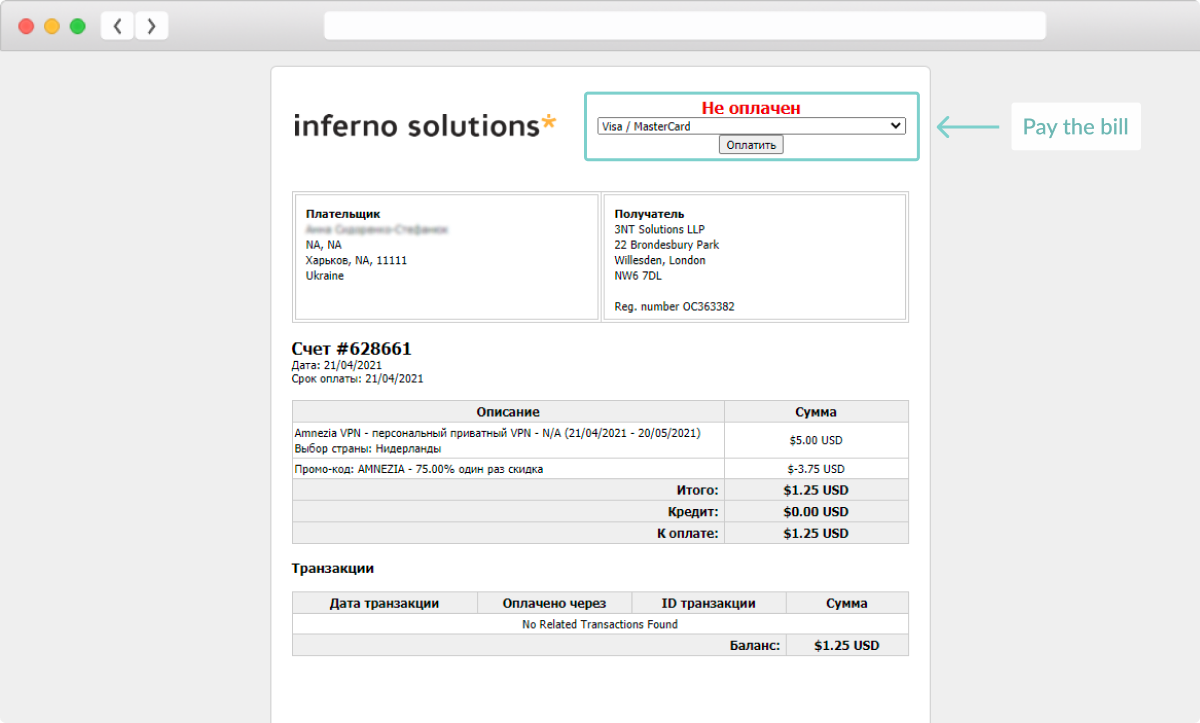 inferno solutions*
Не оплачен
Visa / MasterCard
Оплатить
Pay the bill
Плательщик
NA, NA
Харьков, NA, 11111
Ukraine
Получатель
3NT Solutions LLP
22 Brondesbury Park
Willesden, London
NW6 7DL
Reg. number OC363382
Счет #628661
Дата: 21/04/2021
Срок оплаты: 21/04/2021
Описание Сумма
Amnezia VPN - персональный приватный VPN - N/A (21/04/2021 - 20/05/2021)
Выбор страны: Нидерланды
$5.00 USD
Промо-код: AMNEZIA - 75.00% один раз скидка $-3.75 USD
Итого: $1.25 USD
Кредит: $0.00 USD
К оплате: $1.25 USD
Транзакции
Дата транзакции Оплачено через ID транзакции Сумма
No Related Transactions Found
Баланс: $1.25 USD